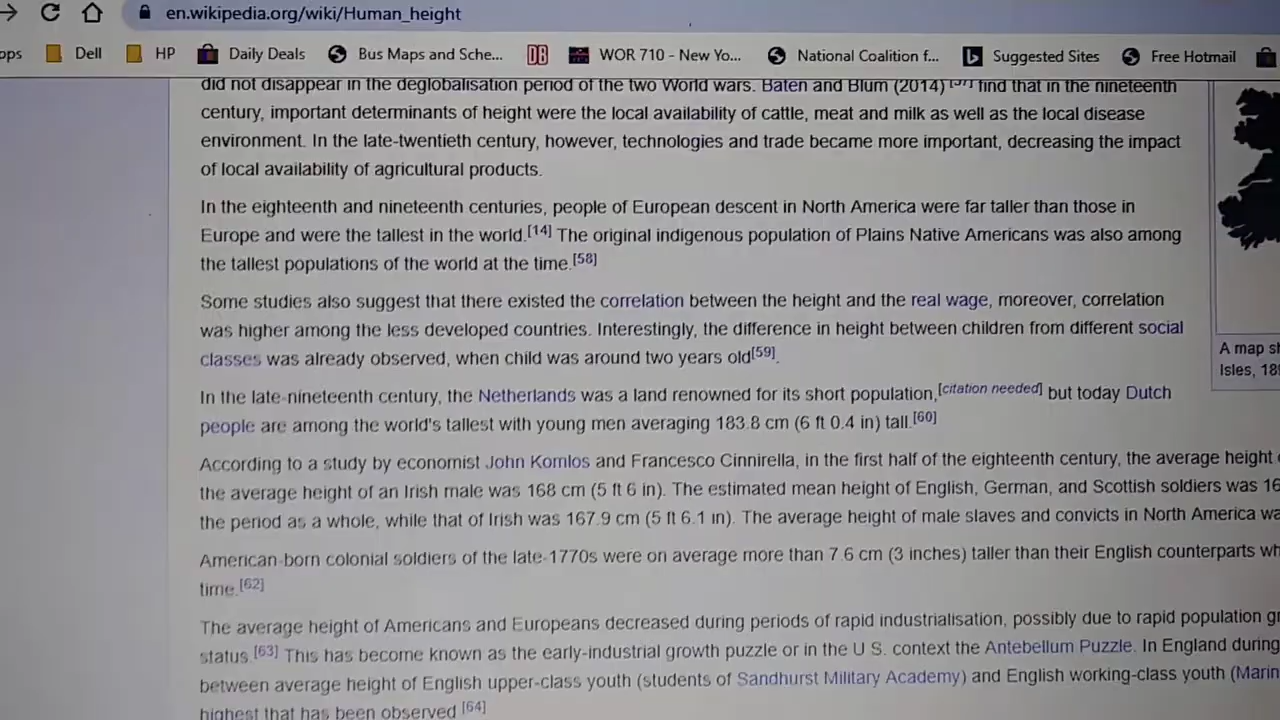 en.wikipedia.org/wiki/Human_height
ops Dell HP Daily Deals Bus Maps and Sche... DB WOR 710 - New Yo... National Coalition f... b Suggested Sites Free Hotmail
did not disappear in the deglobalisation period of the two World wars. Baten and Blum (2014) find that in the nineteenth
century, important determinants of height were the local availability of cattle, meat and milk as well as the local disease
environment. In the late-twentieth century, however, technologies and trade became more important, decreasing the impact
of local availability of agricultural products.
In the eighteenth and nineteenth centuries, people of European descent in North America were far taller than those in
Europe and were the tallest in the world.[14] The original indigenous population of Plains Native Americans was also among
the tallest populations of the world at the time.[58]
Some studies also suggest that there existed the correlation between the height and the real wage, moreover, correlation
was higher among the less developed countries. Interestingly, the difference in height between children from different social
classes was already observed, when child was around two years old[59].
In the late-nineteenth century, the Netherlands was a land renowned for its short population,[citation needed] but today Dutch
people are among the world's tallest with young men averaging 183.8 cm (6 ft 0.4 in) tall.[60]
According to a study by economist John Komlos and Francesco Cinnirella, in the first half of the eighteenth century, the average height
the average height of an Irish male was 168 cm (5 ft 6 in). The estimated mean height of English, German, and Scottish soldiers was 16
the period as a whole, while that of Irish was 167.9 cm (5 ft 6.1 in). The average height of male slaves and convicts in North America wa
American-born colonial soldiers of the late-1770s were on average more than 7.6 cm (3 inches) taller than their English counterparts wh
time.[62]
The average height of Americans and Europeans decreased during periods of rapid industrialisation, possibly due to rapid population gr
status.[63] This has become known as the early-industrial growth puzzle or in the U.S. context the Antebellum Puzzle. In England during
between average height of English upper-class youth (students of Sandhurst Military Academy) and English working-class youth (Marin
highest that has been observed.[64]
A map sh
Isles, 18